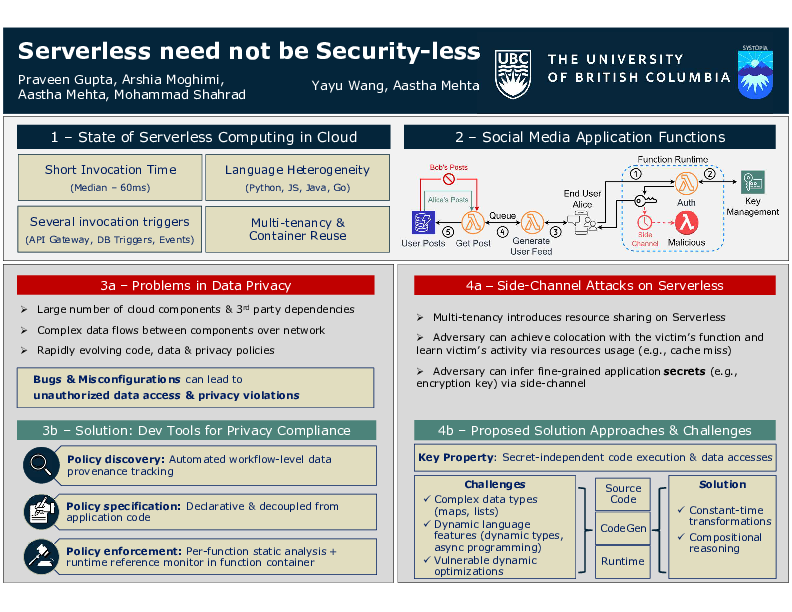 Serverless need not be Security-less
Praveen Gupta, Arshia Moghimi,
Aastha Mehta, Mohammad Shahrad
Yayu Wang, Aastha Mehta
UBC
THE UNIVERSITY
OF BRITISH COLUMBIA
SYSTOPIA
1 – State of Serverless Computing in Cloud
Short Invocation Time
(Median – 60ms)
Language Heterogeneity
(Python, JS, Java, Go)
Several invocation triggers
(API Gateway, DB Triggers, Events)
Multi-tenancy &
Container Reuse
2 – Social Media Application Functions
Bob's Posts
Alice's Posts
User Posts
5
Get Post
Queue
4
Generate
User Feed
3
End User
Alice
Function Runtime
1
2
Auth
Side
Channel
Malicious
Key
Management
3a – Problems in Data Privacy
➢ Large number of cloud components & 3rd party dependencies
➢ Complex data flows between components over network
➢ Rapidly evolving code, data & privacy policies
Bugs & Misconfigurations can lead to
unauthorized data access & privacy violations
3b – Solution: Dev Tools for Privacy Compliance
Policy discovery: Automated workflow-level data
provenance tracking
Policy specification: Declarative & decoupled from
application code
Policy enforcement: Per-function static analysis +
runtime reference monitor in function container
4a – Side-Channel Attacks on Serverless
➢ Multi-tenancy introduces resource sharing on Serverless
➢ Adversary can achieve colocation with the victim's function and
learn victim's activity via resources usage (e.g., cache miss)
➢ Adversary can infer fine-grained application secrets (e.g.,
encryption key) via side-channel
4b – Proposed Solution Approaches & Challenges
Key Property: Secret-independent code execution & data accesses
Challenges
✓ Complex data types
(maps, lists)
✓ Dynamic language
features (dynamic types,
async programming)
✓ Vulnerable dynamic
optimizations
Source
Code
CodeGen
Runtime
Solution
✓ Constant-time
transformations
✓ Compositional
reasoning